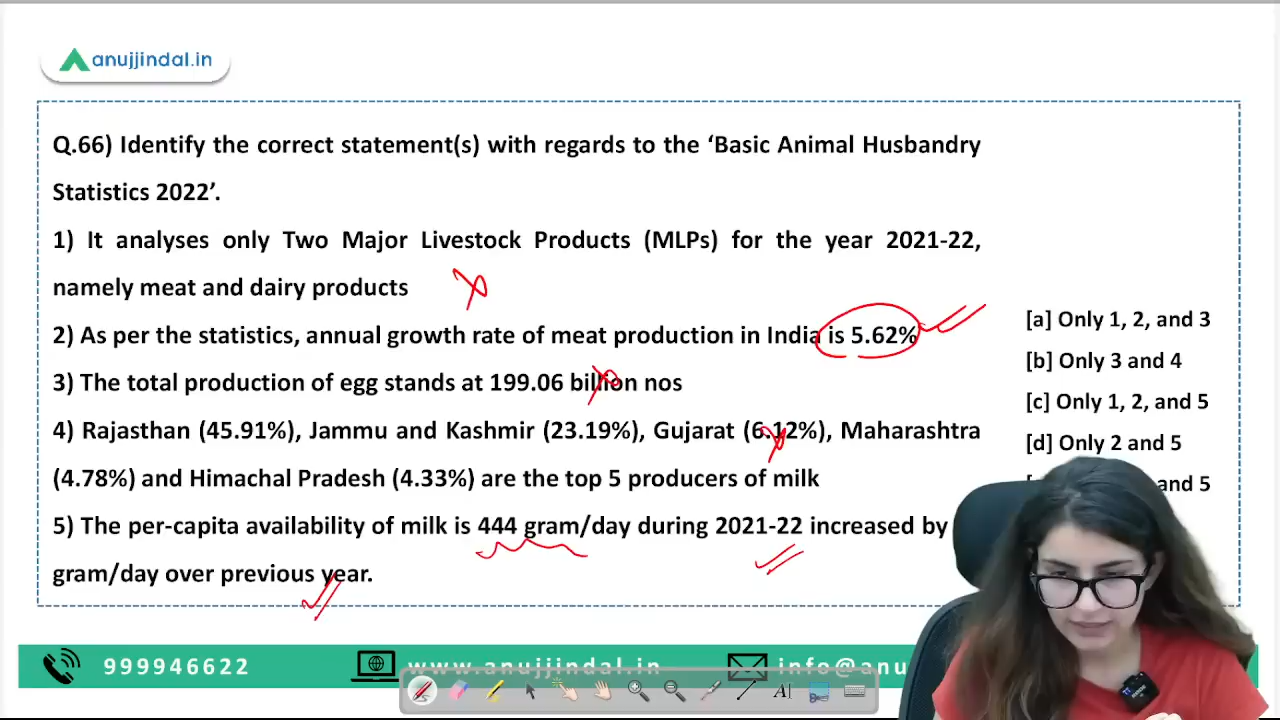 anujjindal.in
Q.66) Identify the correct statement(s) with regards to the ‘Basic Animal Husbandry
Statistics 2022’.
1) It analyses only Two Major Livestock Products (MLPs) for the year 2021-22,
namely meat and dairy products
2) As per the statistics, annual growth rate of meat production in India is 5.62%
3) The total production of egg stands at 199.06 billion nos
4) Rajasthan (45.91%), Jammu and Kashmir (23.19%), Gujarat (6.12%), Maharashtra
(4.78%) and Himachal Pradesh (4.33%) are the top 5 producers of milk
5) The per-capita availability of milk is 444 gram/day during 2021-22 increased by
gram/day over previous year.
[a] Only 1, 2, and 3
[b] Only 3 and 4
[c] Only 1, 2, and 5
[d] Only 2 and 5
and 5
999946622
www.anujjindal.in
info@anu